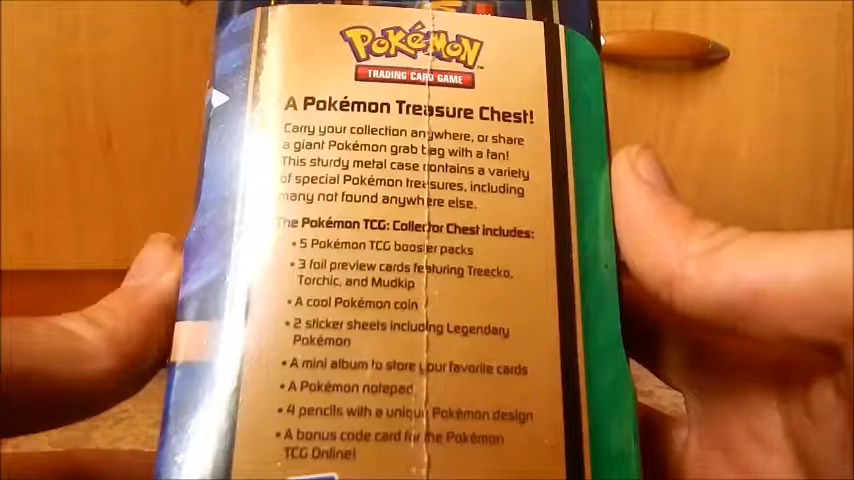 POKéMON
TRADING CARD GAME
A Pokémon Treasure Chest!
Carry your collection anywhere, or share
a giant Pokémon grab bag with a fan!
This sturdy metal case contains a variety
of special Pokémon treasures, including
many not found anywhere else.
The Pokémon TCG: Collector Chest includes:
• 5 Pokémon TCG booster packs
• 3 foil preview cards featuring Treecko,
Torchic, and Mudkip
• A cool Pokémon coin
• 2 sticker sheets including Legendary
Pokémon
• A mini album to store your favorite cards
• A Pokémon notepad
• 4 pencils with a unique Pokémon design
• A bonus code card for the Pokémon
TCG Online!